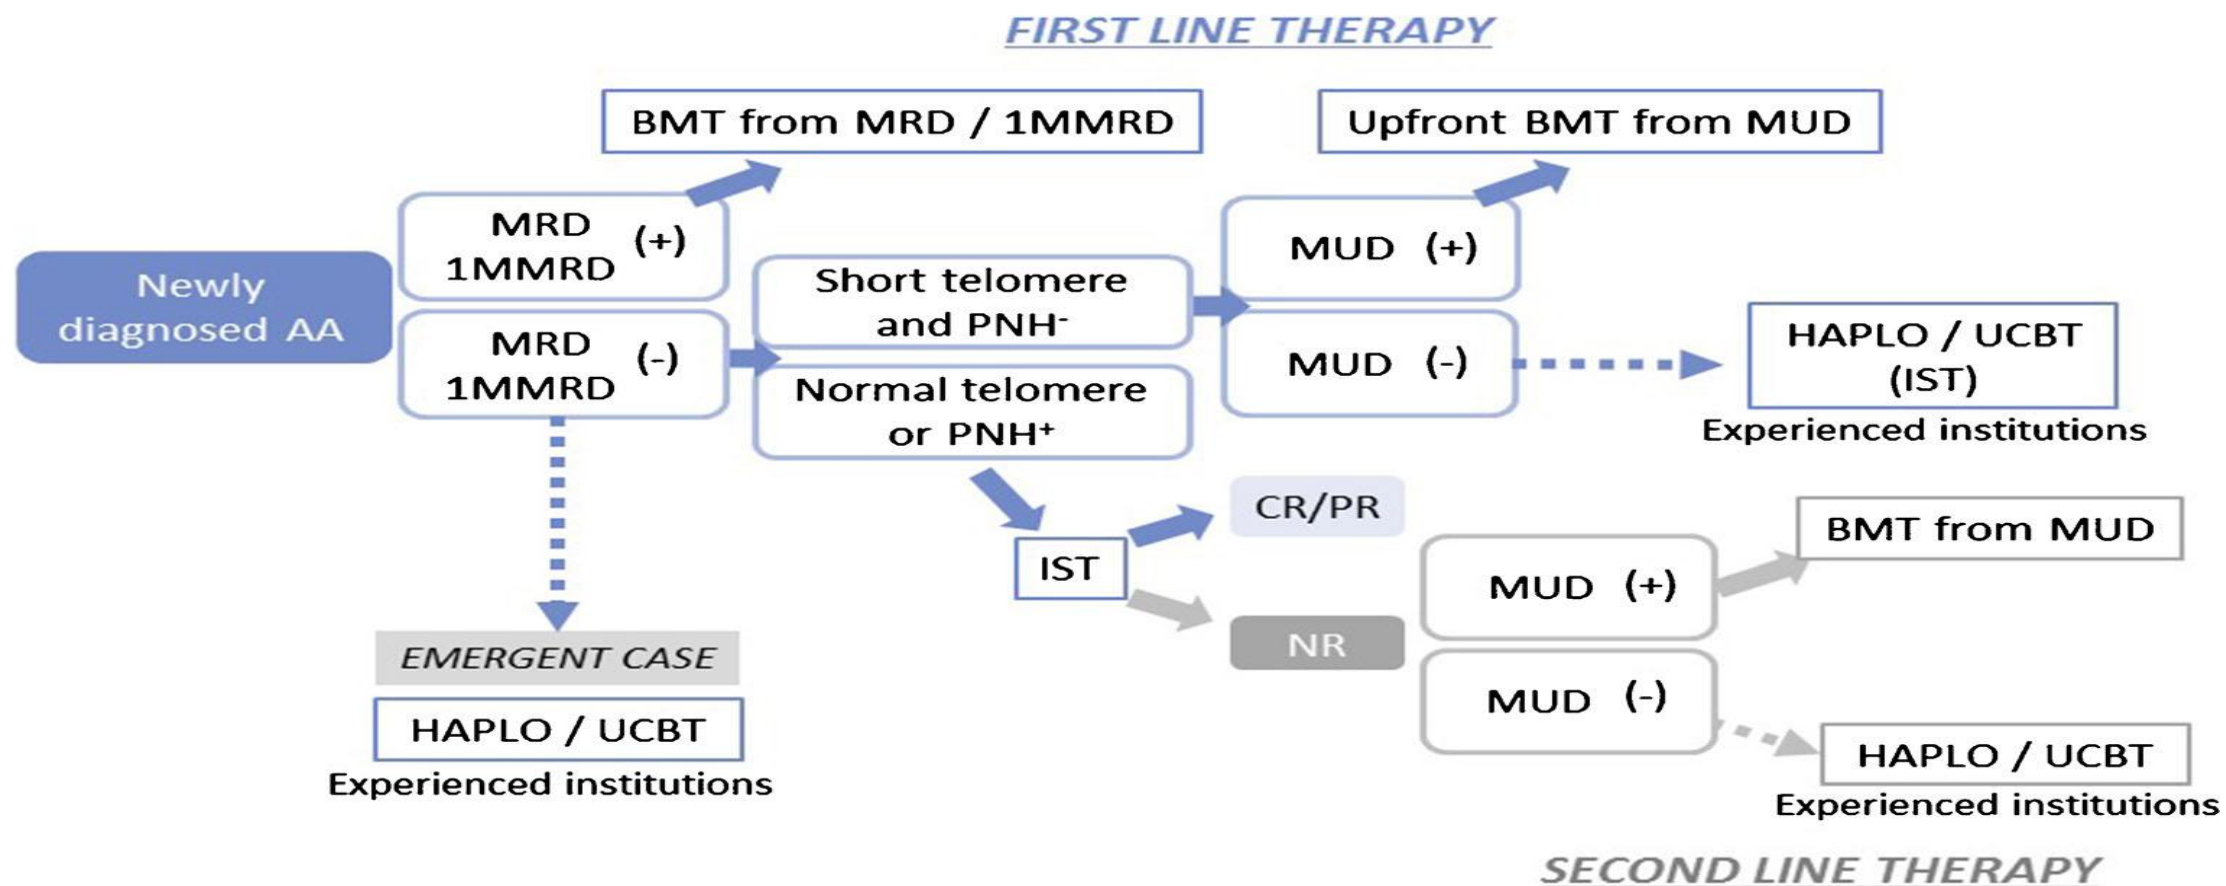 FIRST LINE THERAPY
BMT from MRD / 1MMRD
Upfront BMT from MUD
Newly
diagnosed AA
MRD
1MMRD (+)
MRD
1MMRD (-)
Short telomere
and PNH⁻
Normal telomere
or PNH⁺
MUD (+)
MUD (-)
HAPLO / UCBT
(IST)
Experienced institutions
IST
CR/PR
NR
MUD (+)
MUD (-)
BMT from MUD
HAPLO / UCBT
Experienced institutions
EMERGENT CASE
HAPLO / UCBT
Experienced institutions
SECOND LINE THERAPY